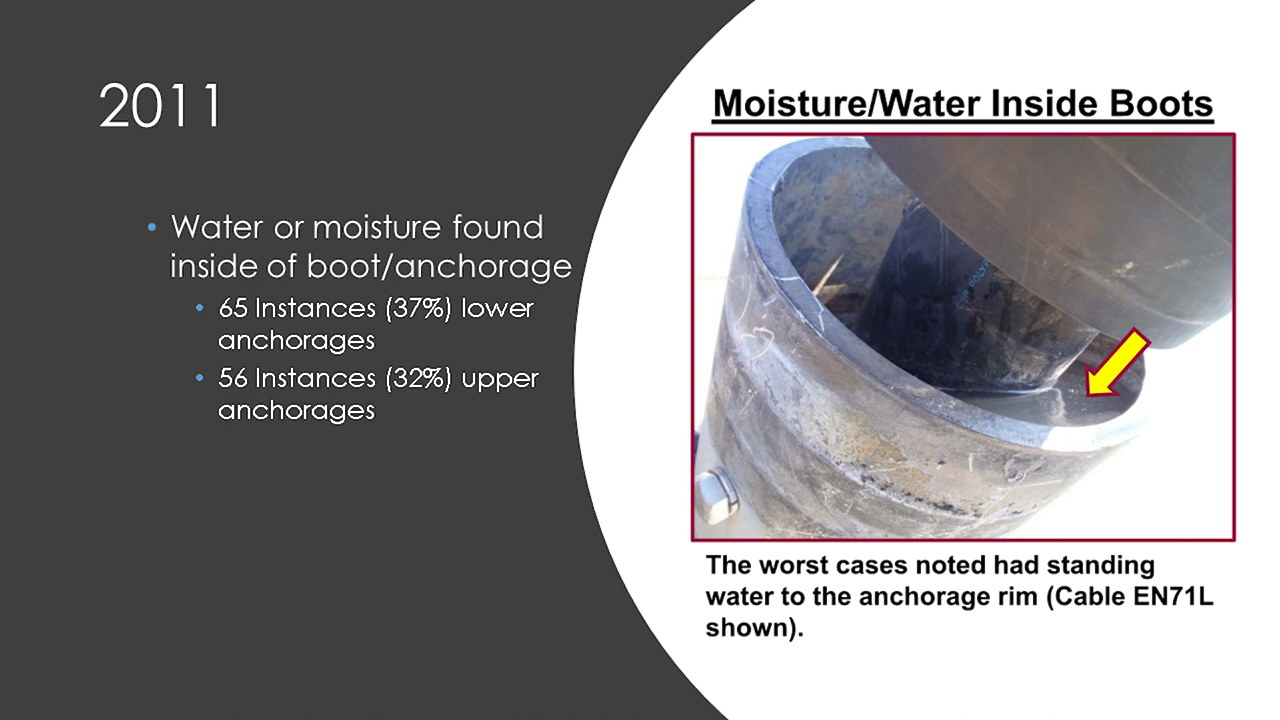 2011
• Water or moisture found
inside of boot/anchorage
• 65 Instances (37%) lower
anchorages
• 56 Instances (32%) upper
anchorages
Moisture/Water Inside Boots
The worst cases noted had standing
water to the anchorage rim (Cable EN71L
shown).